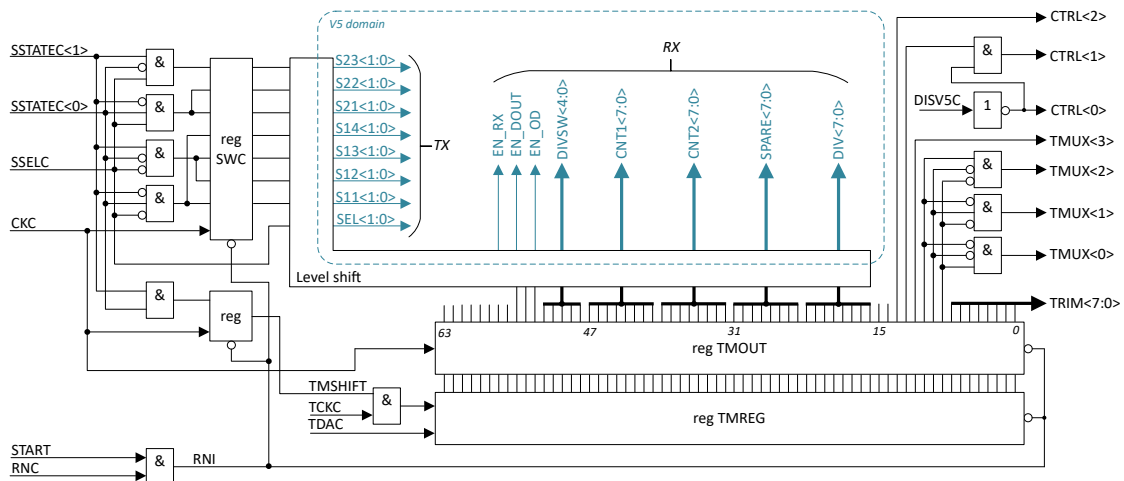 V5 domain
CTRL<2>
SSTATEC<1>
&
&
CTRL<1>
RX
S23<1:0>
S22<1:0>
SSTATEC<0>
&
S21<1:0>
reg
SWC
S14<1:0>
TX
S13<1:0>
S12<1:0>
S11<1:0>
SEL<1:0>
EN_RX
EN_DOUT
EN_OD
DIVSW<4:0>
CNT1<7:0>
CNT2<7:0>
SPARE<7:0>
DIV<7:0>
DISV5C
1
CTRL<0>
TMUX<3>
&
TMUX<2>
SSELC
&
&
&
TMUX<1>
CKC
&
TMUX<0>
Level shift
&
reg
TRIM<7:0>
63
47
31
15
0
reg TMOUT
TMSHIFT
&
TCKC
TDAC
reg TMREG
START
&
RNI
RNC